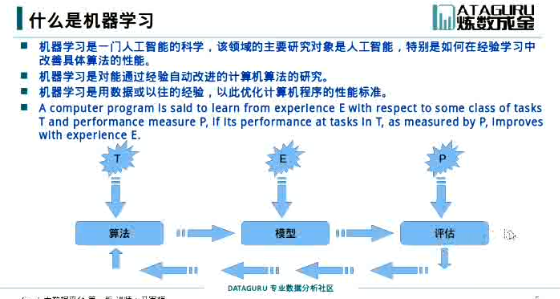 什么是机器学习
ATAGURU
炼数成金
机器学习是一门人工智能的科学，该领域的主要研究对象是人工智能，特别是如何在经验学习中
改善具体算法的性能。
机器学习是对能通过经验自动改进的计算机算法的研究。
机器学习是用数据或以往的经验，以此优化计算机程序的性能标准。
A computer program is said to learn from experience E with respect to some class of tasks
T and performance measure P, if its performance at tasks in T, as measured by P, improves
with experience E.
T E P
算法 模型 评估
DATAGURU 专业数据分析社区